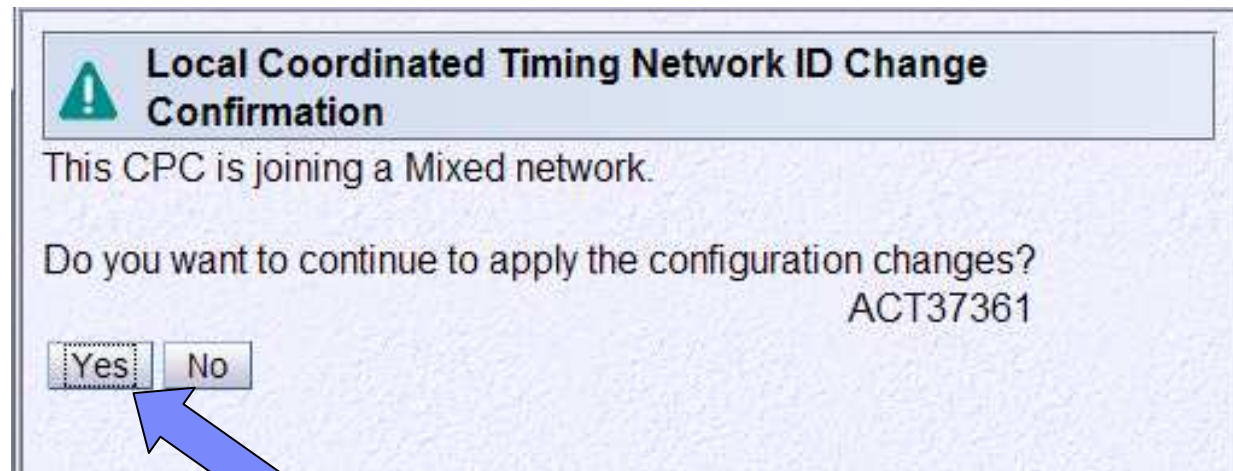 Local Coordinated Timing Network ID Change
Confirmation
This CPC is joining a Mixed network.
Do you want to continue to apply the configuration changes?
ACT37361
Yes No